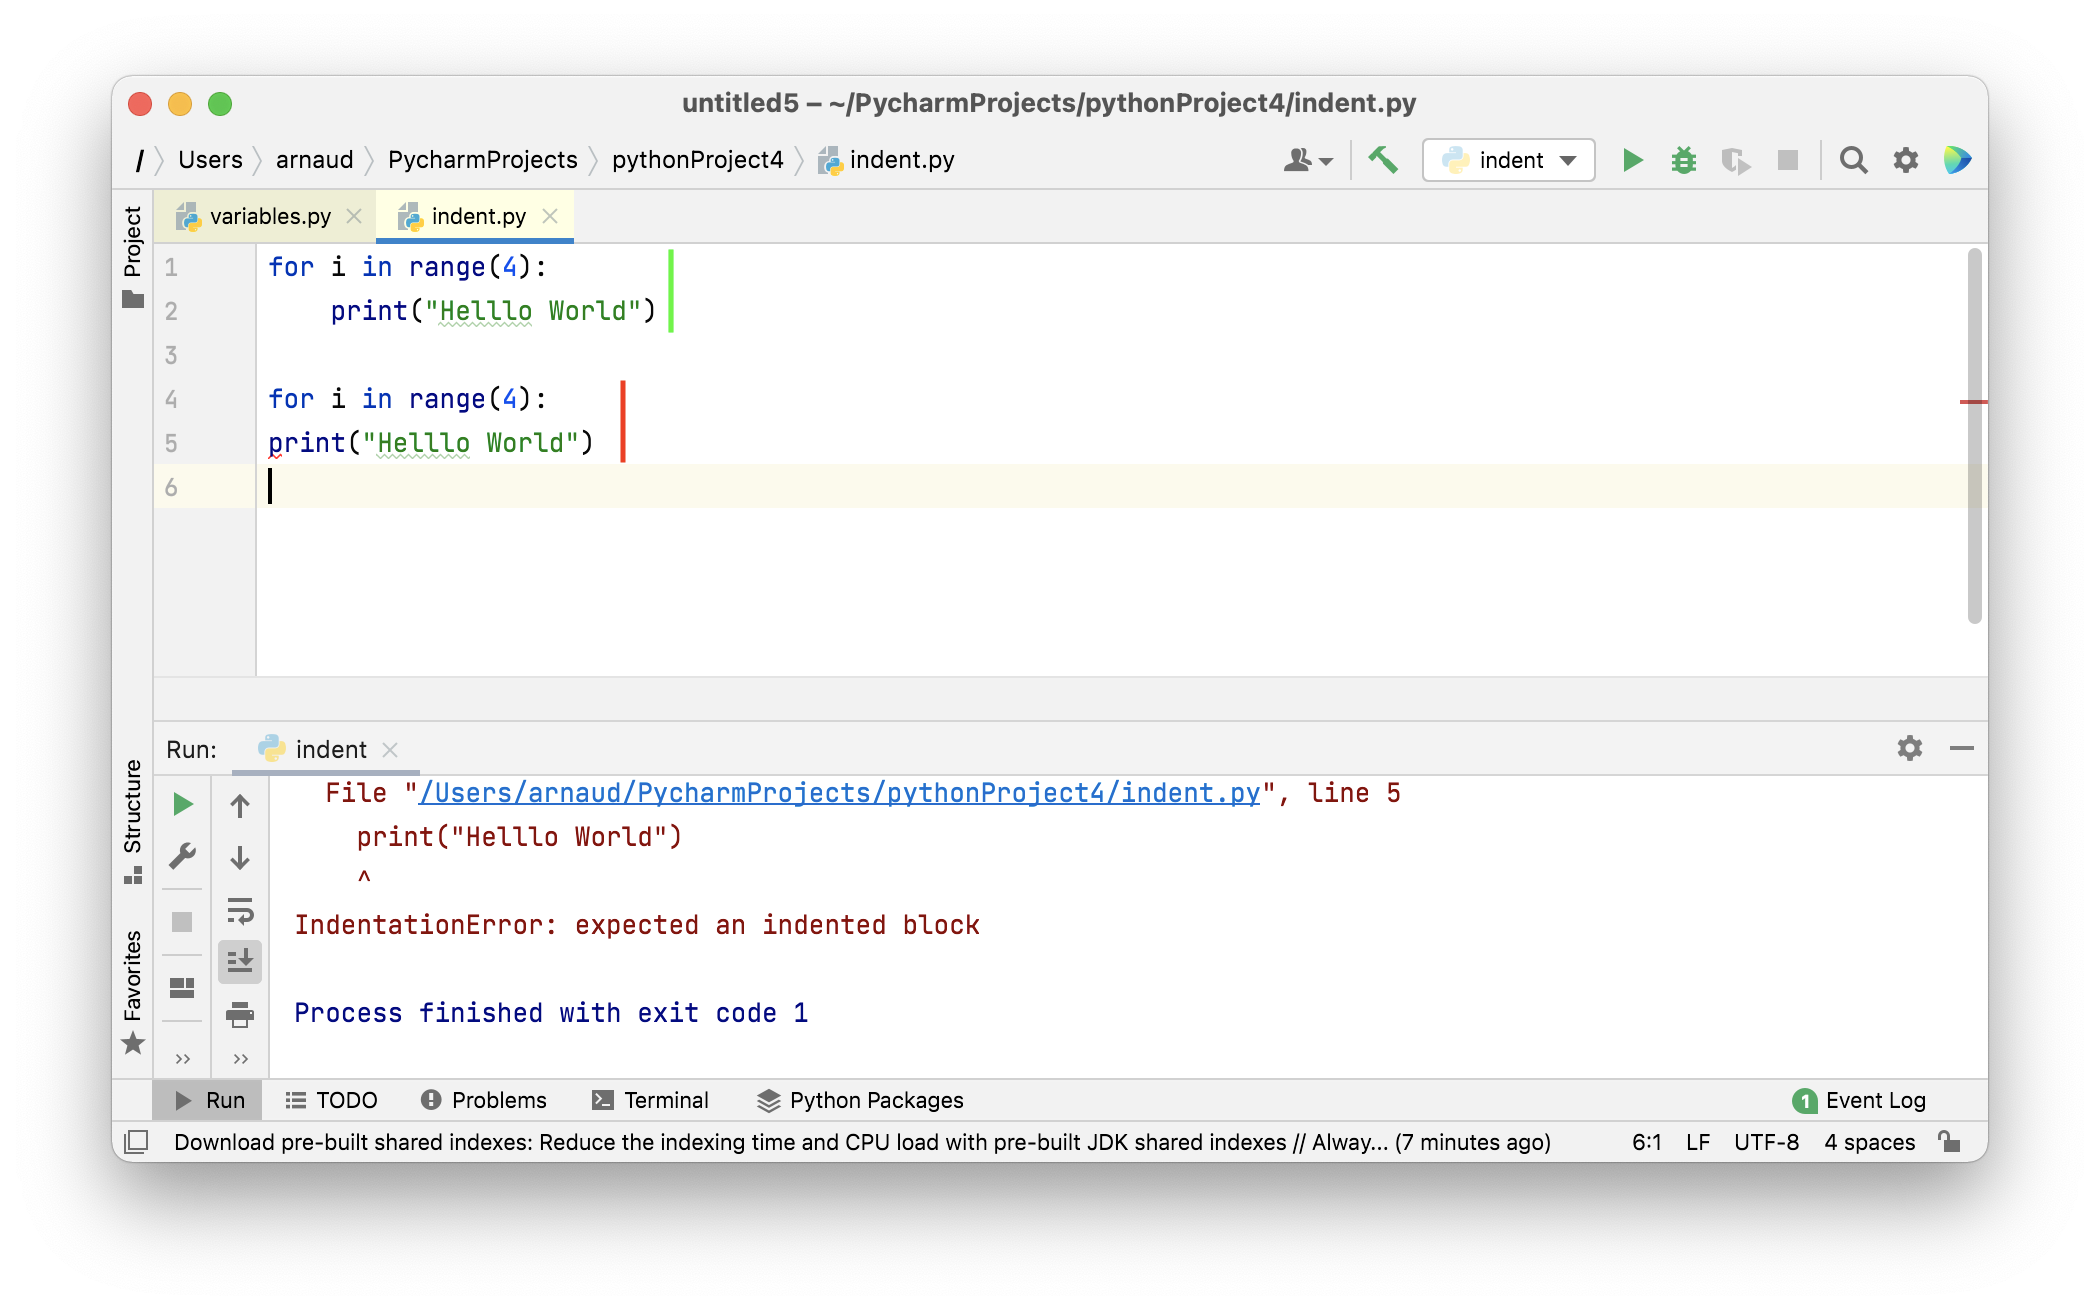 untitled5 – ~/PycharmProjects/pythonProject4/indent.py
/ Users arnaud PycharmProjects pythonProject4 indent.py indent
Project
variables.py indent.py
1 for i in range(4):
2     print("Helllo World")
3
4 for i in range(4):
5 print("Helllo World")
6
Structure
Favorites
Run: indent
File "/Users/arnaud/PycharmProjects/pythonProject4/indent.py", line 5
print("Helllo World")
^
IndentationError: expected an indented block
Process finished with exit code 1
>> >>
Run TODO Problems Terminal Python Packages 1 Event Log
Download pre-built shared indexes: Reduce the indexing time and CPU load with pre-built JDK shared indexes // Alway... (7 minutes ago) 6:1 LF UTF-8 4 spaces